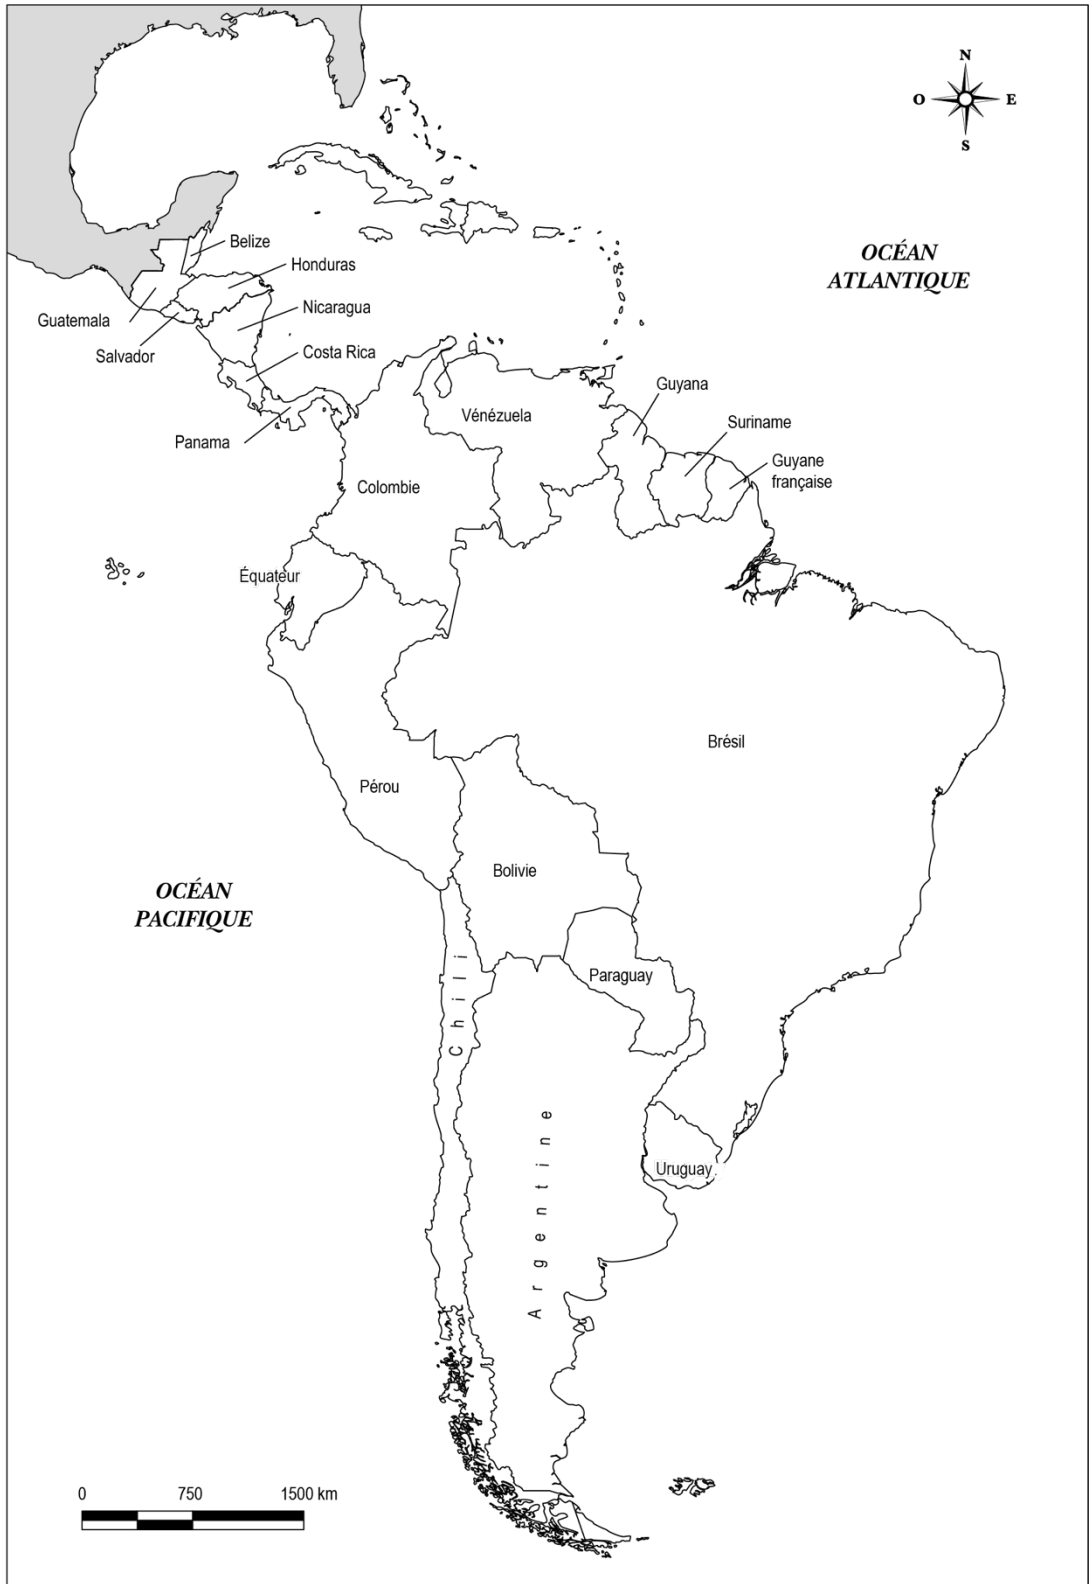 N
O
E
S
OCÉAN
ATLANTIQUE
Belize
Honduras
Guatemala
Nicaragua
Salvador
Costa Rica
Panama
Vénézuela
Guyana
Suriname
Guyane
française
Colombie
Équateur
Brésil
Pérou
Bolivie
OCÉAN
PACIFIQUE
Paraguay
Chili
Argentine
Uruguay
0
750
1500 km